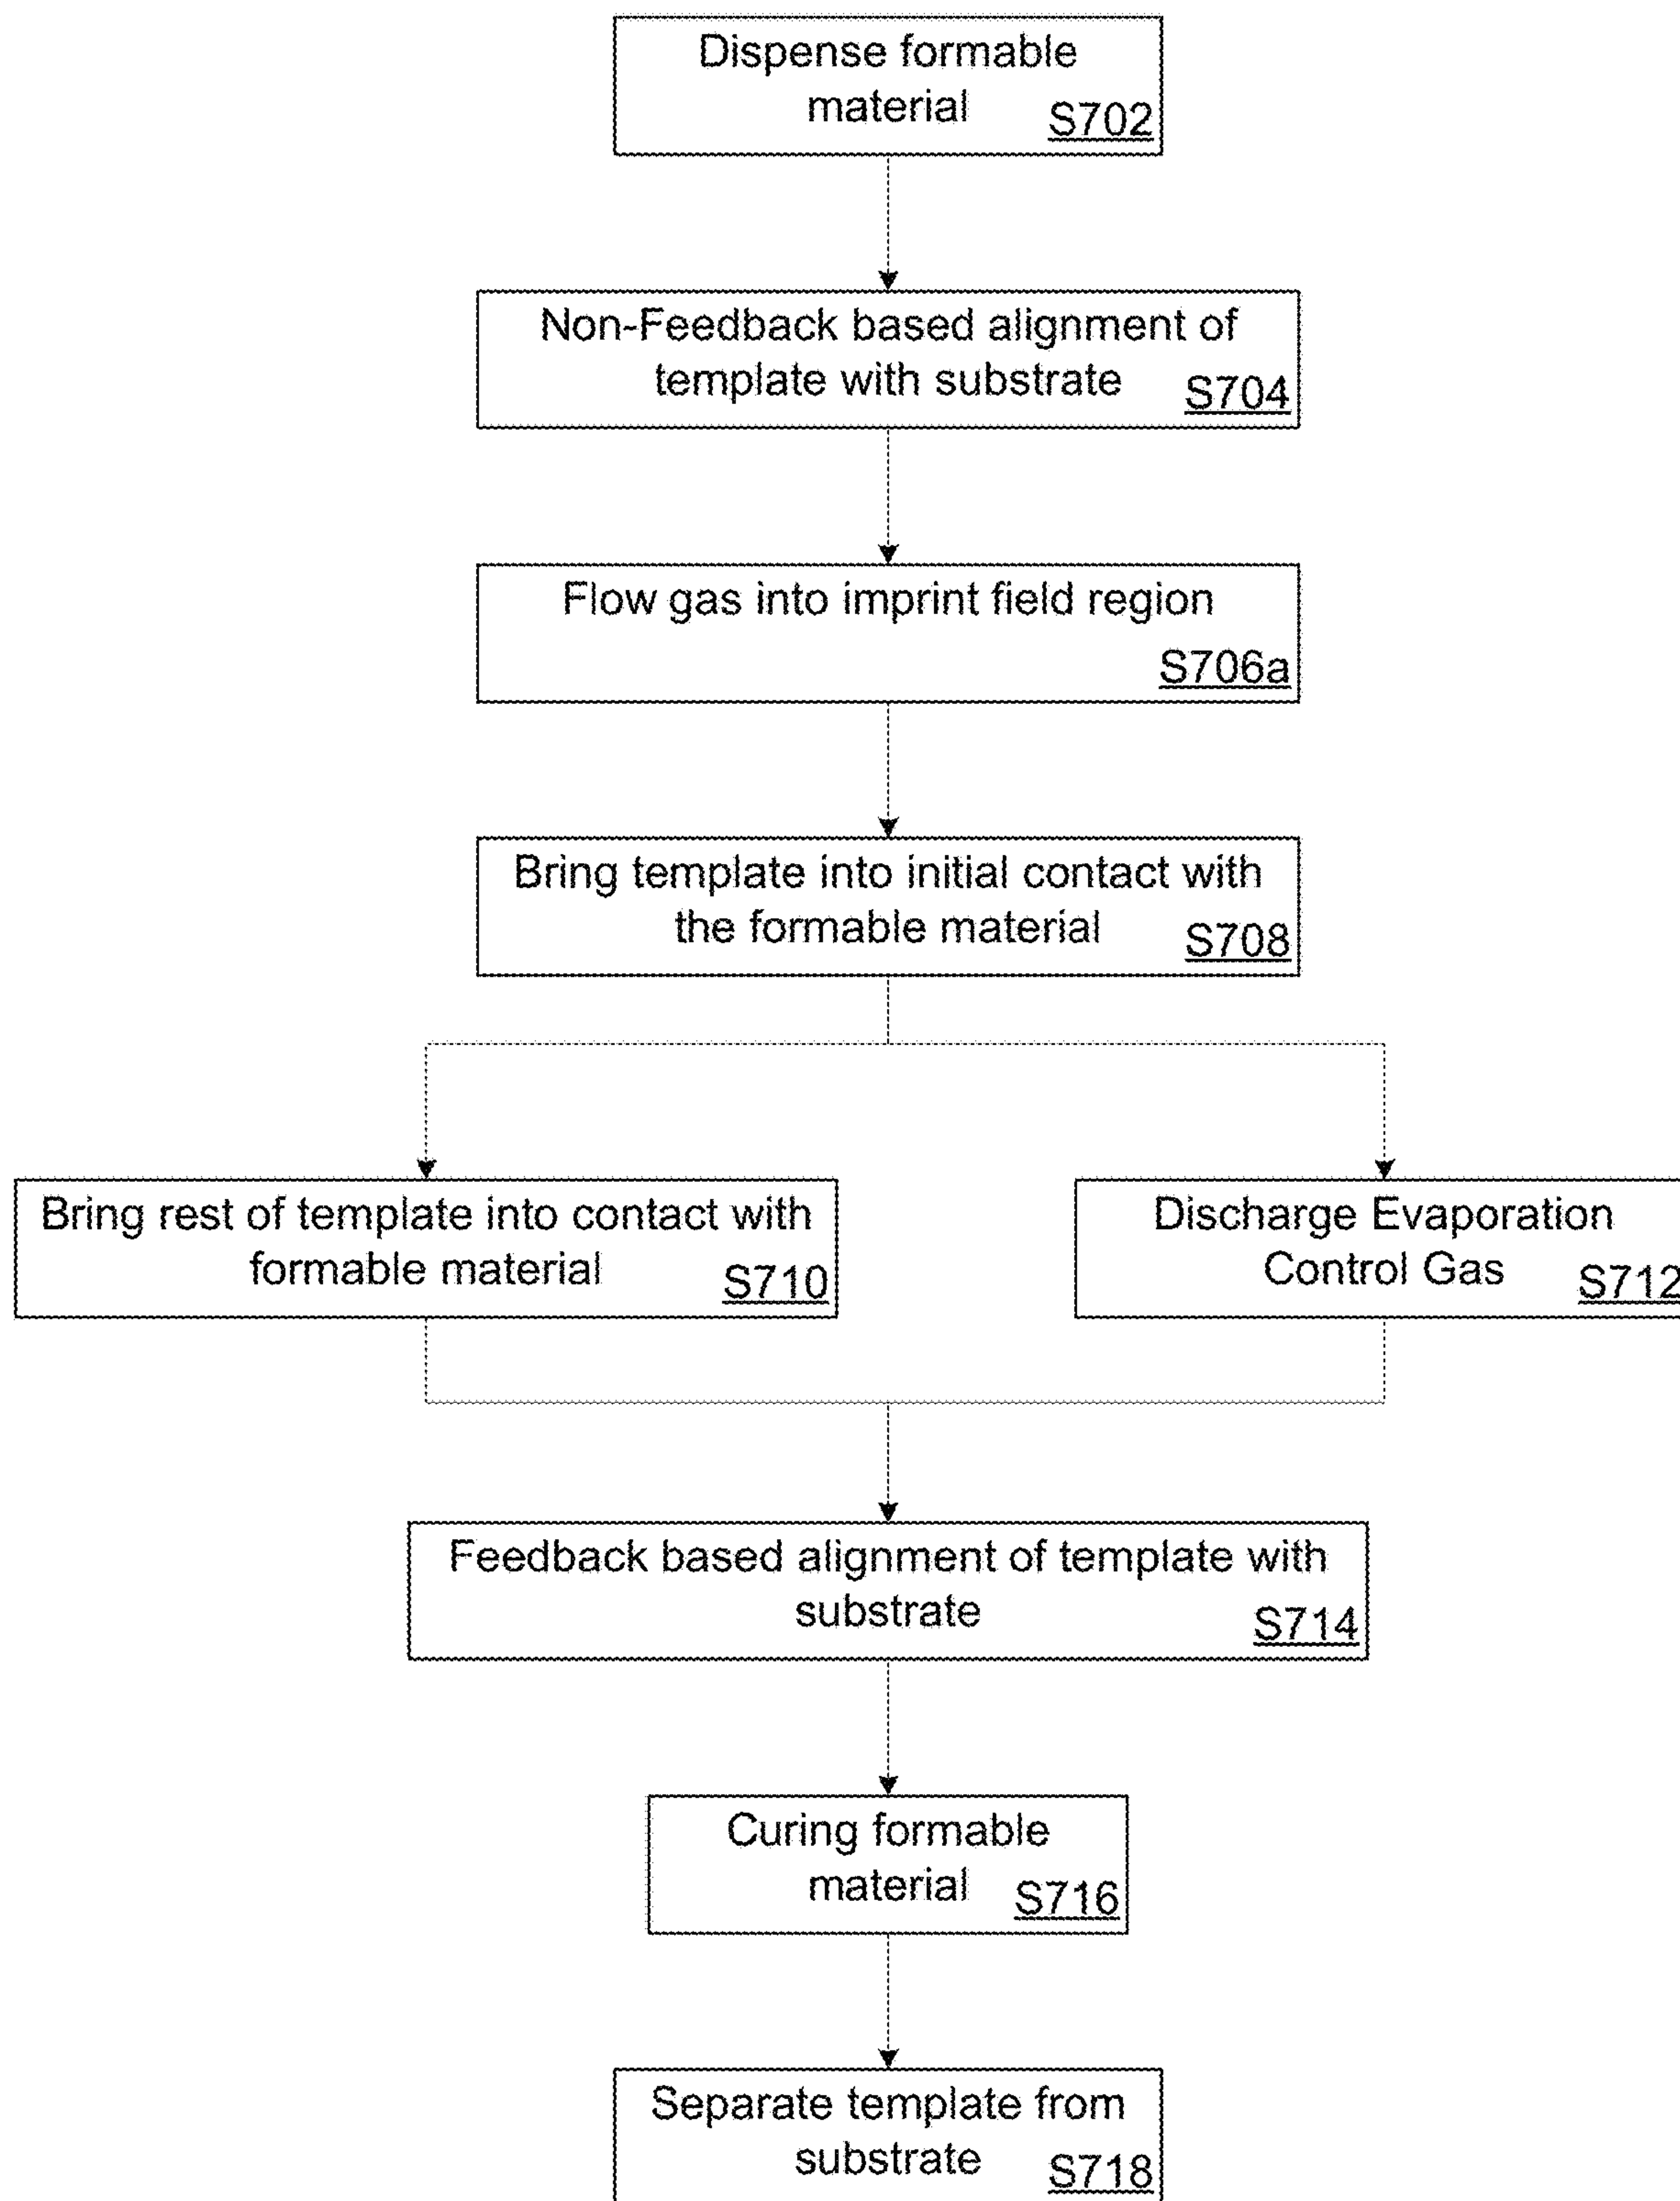 Dispense formable
material
S702
Non-Feedback based alignment of
template with substrate
S704
Flow gas into imprint field region
S706a
Bring template into initial contact with
the formable material
S708
Bring rest of template into contact with
formable material
S710
Discharge Evaporation
Control Gas
S712
Feedback based alignment of template with
substrate
S714
Curing formable
material
S716
Separate template from
substrate
S718